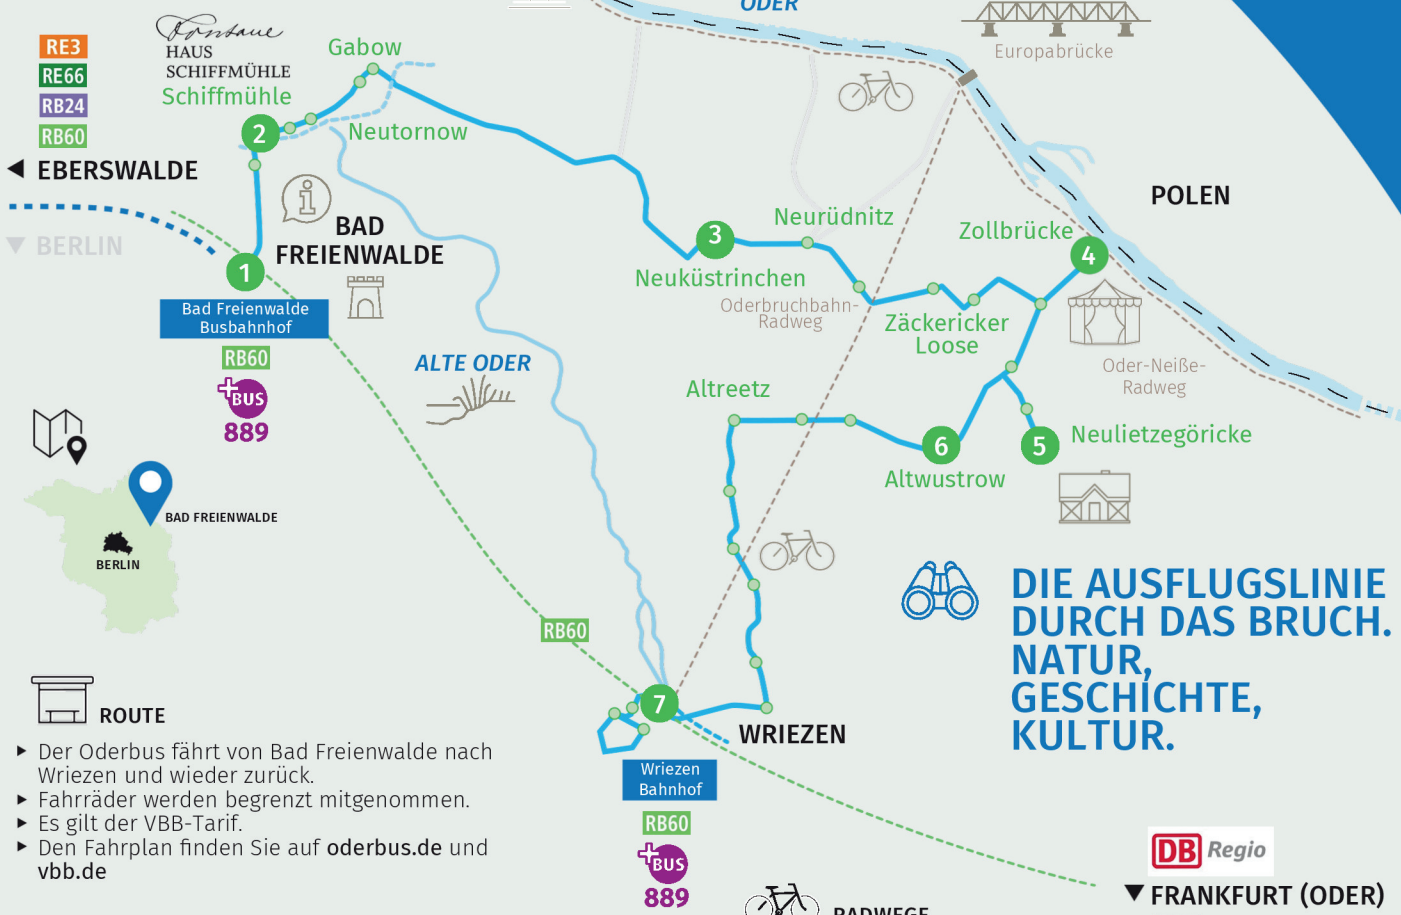 ODER
Europabrücke
RE3
RE66
RB24
RB60
◀ EBERSWALDE
▼ BERLIN
Fontane
HAUS
SCHIFFMÜHLE
Schiffmühle
Gabow
2
Neutornow
i
BAD
FREIENWALDE
1
Bad Freienwalde
Busbahnhof
RB60
+BUS
889
ALTE ODER
3
Neuküstrinchen
Neurüdnitz
Oderbruchbahn-
Radweg
Zäckericker
Loose
Zollbrücke
4
POLEN
Oder-Neiße-
Radweg
Altreetz
6
Altwustrow
5
Neulietzegöricke
BAD FREIENWALDE
BERLIN
RB60
DIE AUSFLUGSLINIE
DURCH DAS BRUCH.
NATUR,
GESCHICHTE,
KULTUR.
7
WRIEZEN
Wriezen
Bahnhof
RB60
+BUS
889
ROUTE
▶ Der Oderbus fährt von Bad Freienwalde nach
Wriezen und wieder zurück.
▶ Fahrräder werden begrenzt mitgenommen.
▶ Es gilt der VBB-Tarif.
▶ Den Fahrplan finden Sie auf oderbus.de und
vbb.de
DB Regio
▼ FRANKFURT (ODER)
RADWEGE